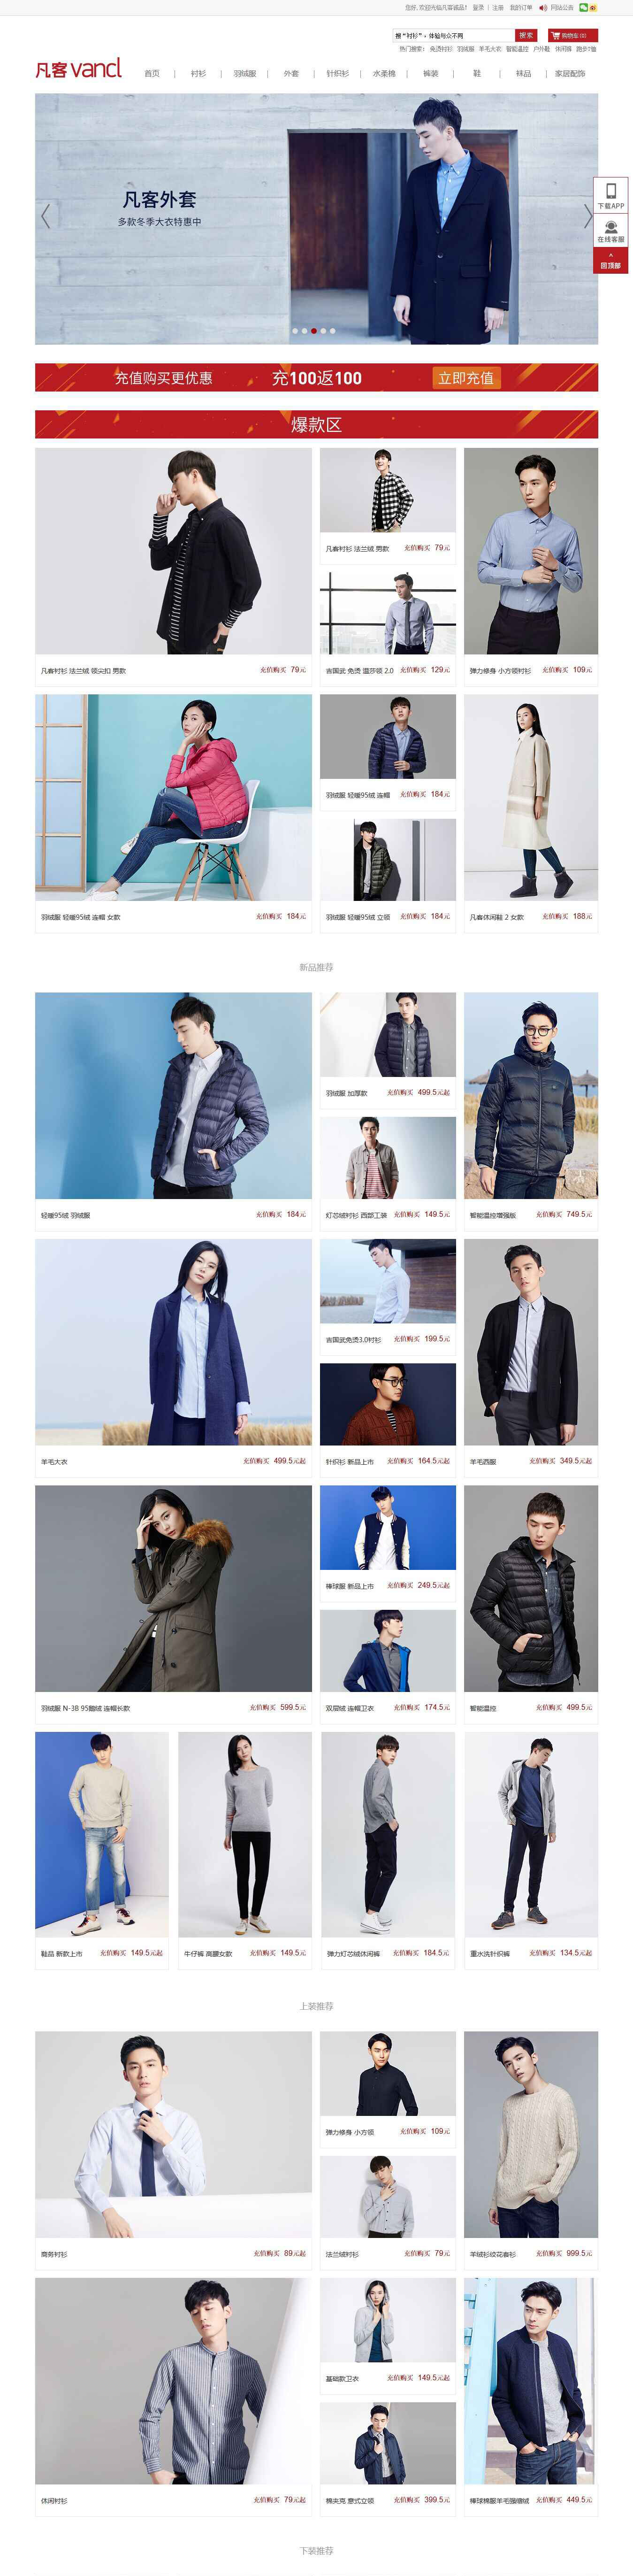 您好, 欢迎光临凡客诚品! 登录 | 注册 我的订单 网站公告
搜“衬衫”, 体验与众不同 搜索 购物车(0)
热门搜索: 免烫衬衫 羽绒服 羊毛大衣 智能温控 户外鞋 休闲裤 跑步T恤
凡客 vancl
首页 | 衬衫 | 羽绒服 | 外套 | 针织衫 | 水柔棉 | 裤装 | 鞋 | 袜品 | 家居配饰
凡客外套
多款冬季大衣特惠中
下载APP
在线客服
^
回顶部
充值购买更优惠 充100返100 立即充值
爆款区
凡客衬衫 法兰绒 男款 充值购买 79元
凡客衬衫 法兰绒 领尖扣 男款 充值购买 79元
吉国武 免烫 温莎领 2.0 充值购买 129元
弹力修身 小方领衬衫 充值购买 109元
羽绒服 轻暖95绒 连帽 充值购买 184元
羽绒服 轻暖95绒 连帽 女款 充值购买 184元
羽绒服 轻暖95绒 立领 充值购买 184元
凡客休闲鞋 2 女款 充值购买 188元
新品推荐
羽绒服 加厚款 充值购买 499.5元起
轻暖95绒 羽绒服 充值购买 184元
灯芯绒衬衫 西部工装 充值购买 149.5元
智能温控增强版 充值购买 749.5元
吉国武免烫3.0衬衫 充值购买 199.5元
羊毛大衣 充值购买 499.5元起
针织衫 新品上市 充值购买 164.5元起
羊毛西服 充值购买 349.5元起
棒球服 新品上市 充值购买 249.5元起
羽绒服 N-3B 95鹅绒 连帽长款 充值购买 599.5元
双层绒 连帽卫衣 充值购买 174.5元
智能温控 充值购买 499.5元
鞋品 新款上市 充值购买 149.5元起
牛仔裤 高腰女款 充值购买 149.5元
弹力灯芯绒休闲裤 充值购买 184.5元
重水洗针织裤 充值购买 134.5元起
上装推荐
弹力修身 小方领 充值购买 109元
商务衬衫 充值购买 89元起
法兰绒衬衫 充值购买 79元
羊绒衫绞花套衫 充值购买 999.5元
基础款卫衣 充值购买 149.5元起
休闲衬衫 充值购买 79元起
棉夹克 意式立领 充值购买 399.5元
棒球棉服羊毛强缩绒 充值购买 449.5元
下装推荐